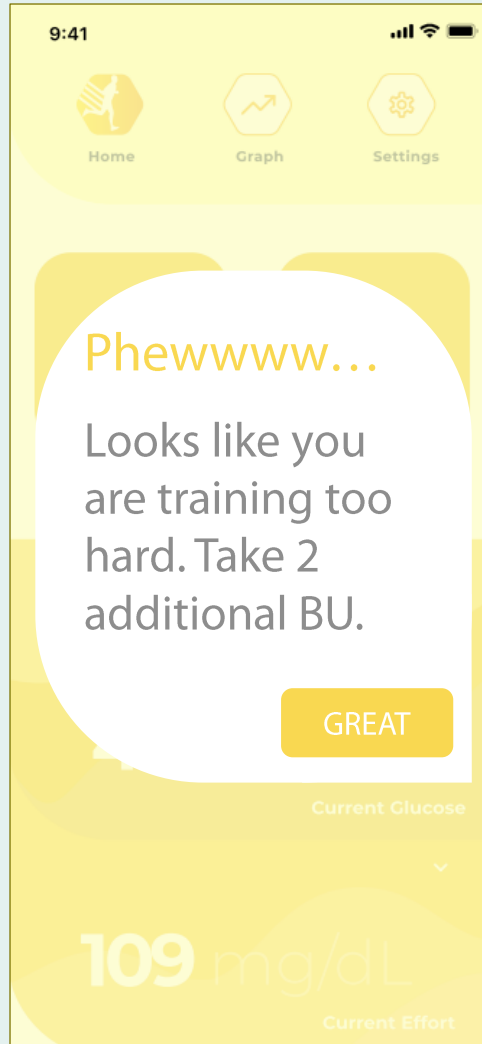 9:41
Home Graph Settings
Phewwww...
Looks like you
are training too
hard. Take 2
additional BU.
GREAT
Current Glucose
109 mg/dL
Current Effort